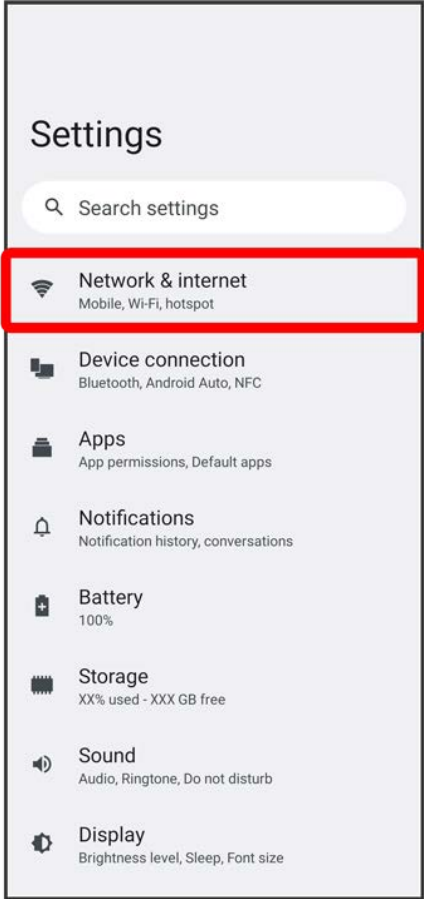 Settings
Search settings
Network & internet
Mobile, Wi-Fi, hotspot
Device connection
Bluetooth, Android Auto, NFC
Apps
App permissions, Default apps
Notifications
Notification history, conversations
Battery
100%
Storage
XX% used - XXX GB free
Sound
Audio, Ringtone, Do not disturb
Display
Brightness level, Sleep, Font size